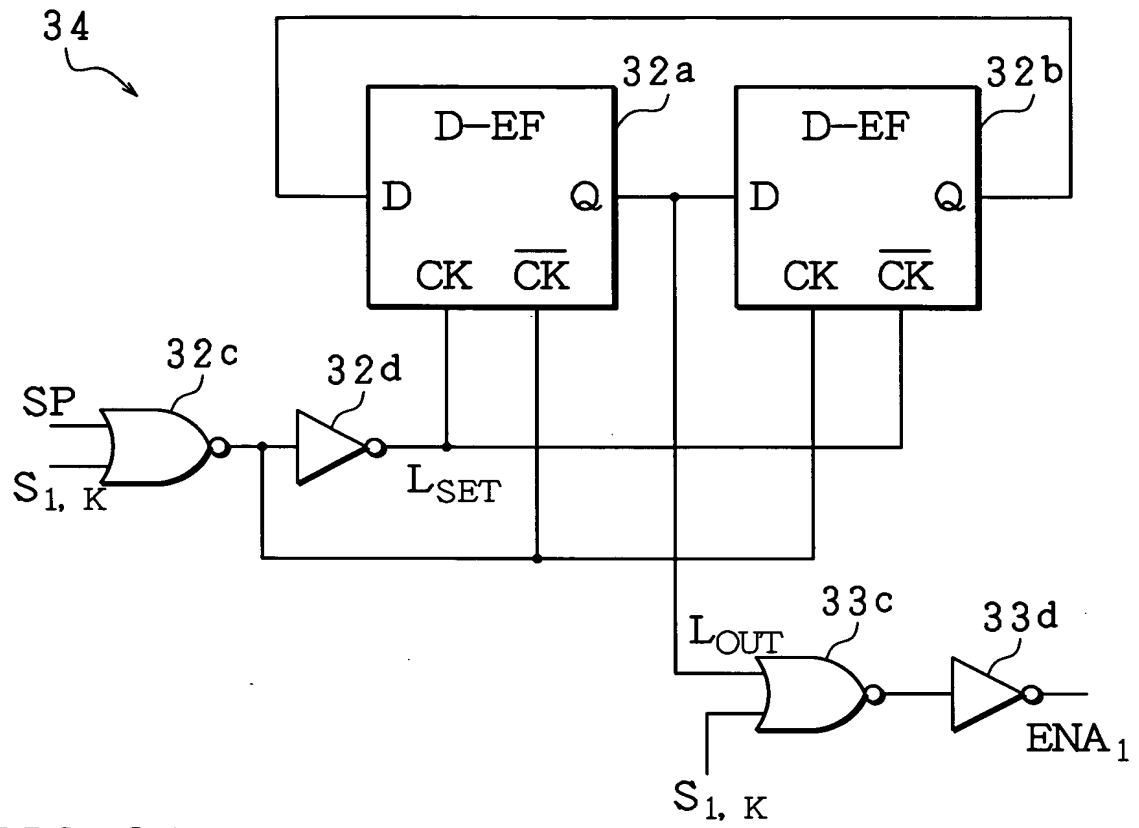 34
32a
32b
D-EF
D-EF
D
Q
D
Q
CK
C̅K̅
CK
C̅K̅
32c
32d
SP
S1, K
LSET
33c
33d
LOUT
S1, K
ENA1